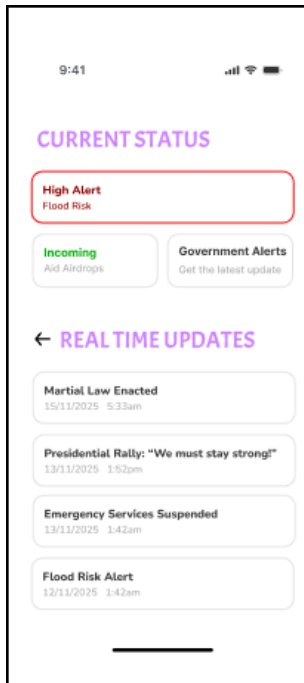 9:41
CURRENT STATUS
High Alert
Flood Risk
Incoming
Aid Airdrops
Government Alerts
Get the latest update
← REAL TIME UPDATES
Martial Law Enacted
15/11/2025 5:33am
Presidential Rally: “We must stay strong!”
13/11/2025 1:52pm
Emergency Services Suspended
13/11/2025 1:42am
Flood Risk Alert
12/11/2025 1:42am